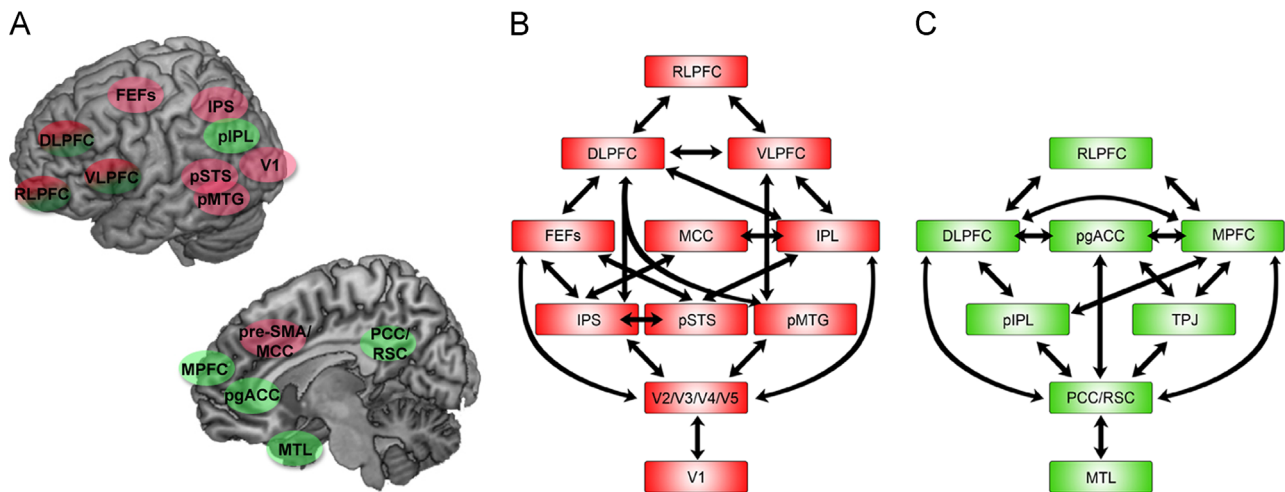 A
FEFs
IPS
DLPFC
pIPL
V1
VLPFC
pSTS
RLPFC
pMTG
pre-SMA/
MCC
PCC/
RSC
MPFC
pgACC
MTL
B
RLPFC
DLPFC
VLPFC
FEFs
MCC
IPL
IPS
pSTS
pMTG
V2/V3/V4/V5
V1
C
RLPFC
DLPFC
pgACC
MPFC
pIPL
TPJ
PCC/RSC
MTL